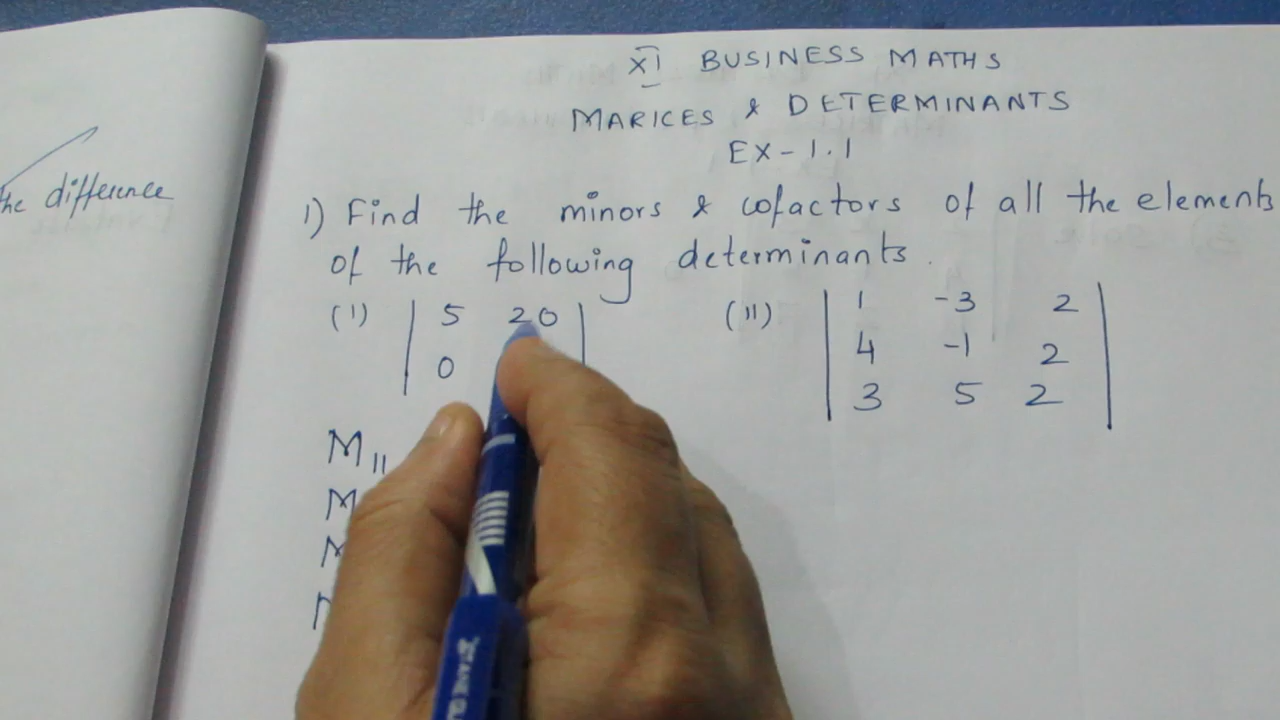 XI BUSINESS MATHS
MARICES & DETERMINANTS
EX-1.1
the difference
1) Find the minors & cofactors of all the elements
of the following determinants.
(i) | 5 20 |
0
(ii) | 1 -3 2 |
4 -1 2
3 5 2
M11
M
M